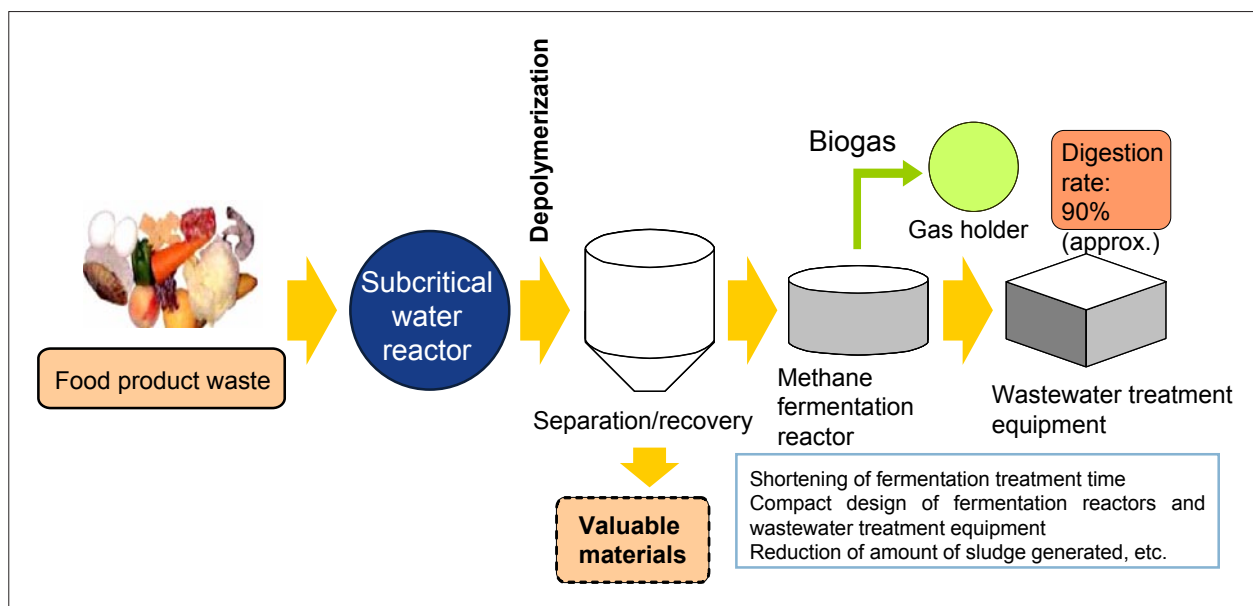 Food product waste
Subcritical
water
reactor
Depolymerization
Separation/recovery
Valuable
materials
Methane
fermentation
reactor
Biogas
Gas holder
Digestion
rate:
90%
(approx.)
Wastewater treatment
equipment
Shortening of fermentation treatment time
Compact design of fermentation reactors and
wastewater treatment equipment
Reduction of amount of sludge generated, etc.